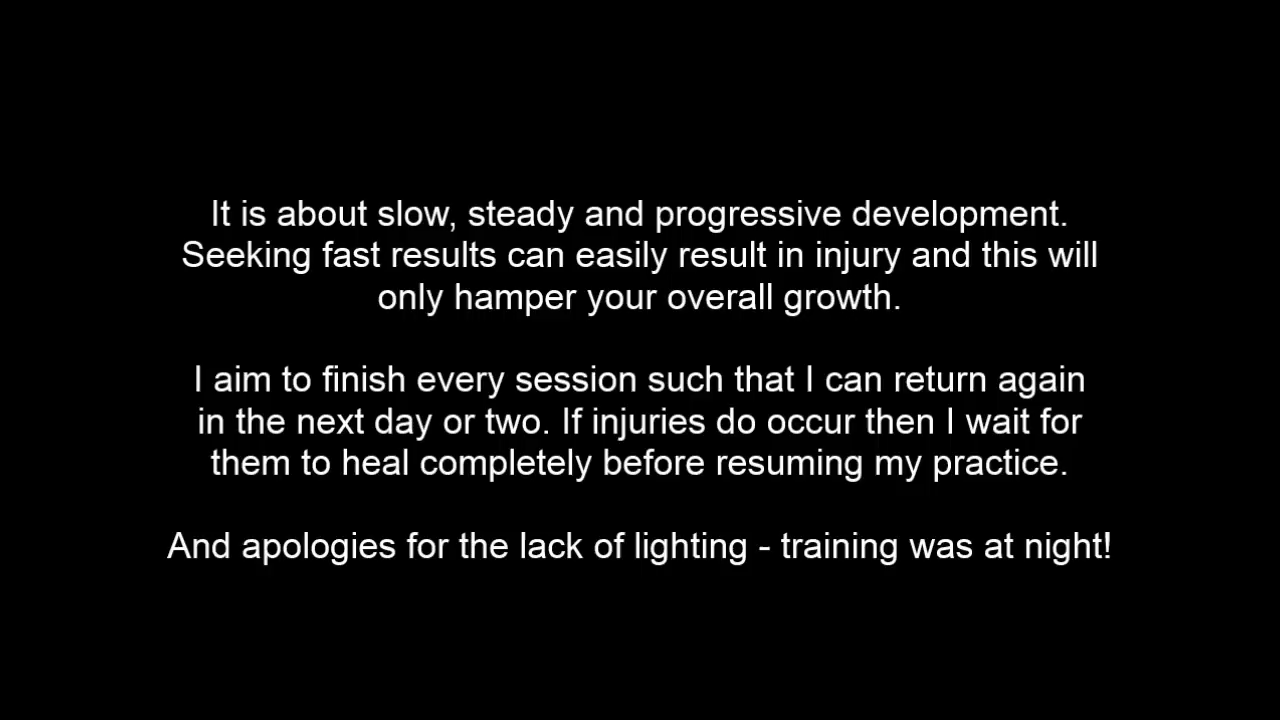 It is about slow, steady and progressive development.
Seeking fast results can easily result in injury and this will
only hamper your overall growth.
I aim to finish every session such that I can return again
in the next day or two. If injuries do occur then I wait for
them to heal completely before resuming my practice.
And apologies for the lack of lighting - training was at night!